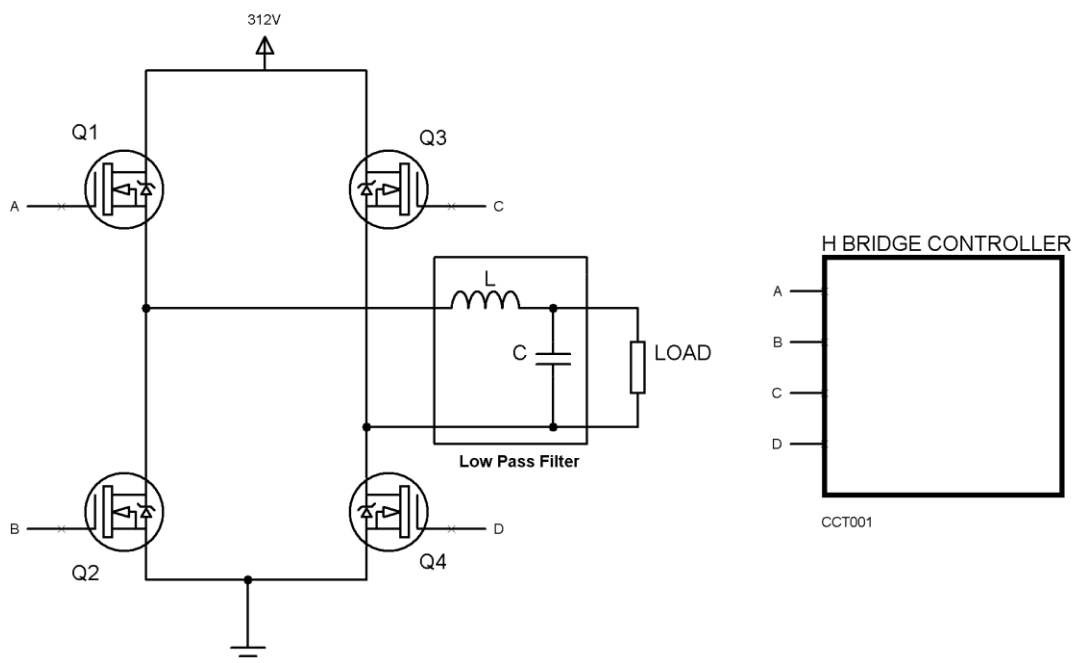 312V
Q1
Q3
A
C
H BRIDGE CONTROLLER
L
A
C
LOAD
B
C
Low Pass Filter
D
B
D
CCT001
Q2
Q4